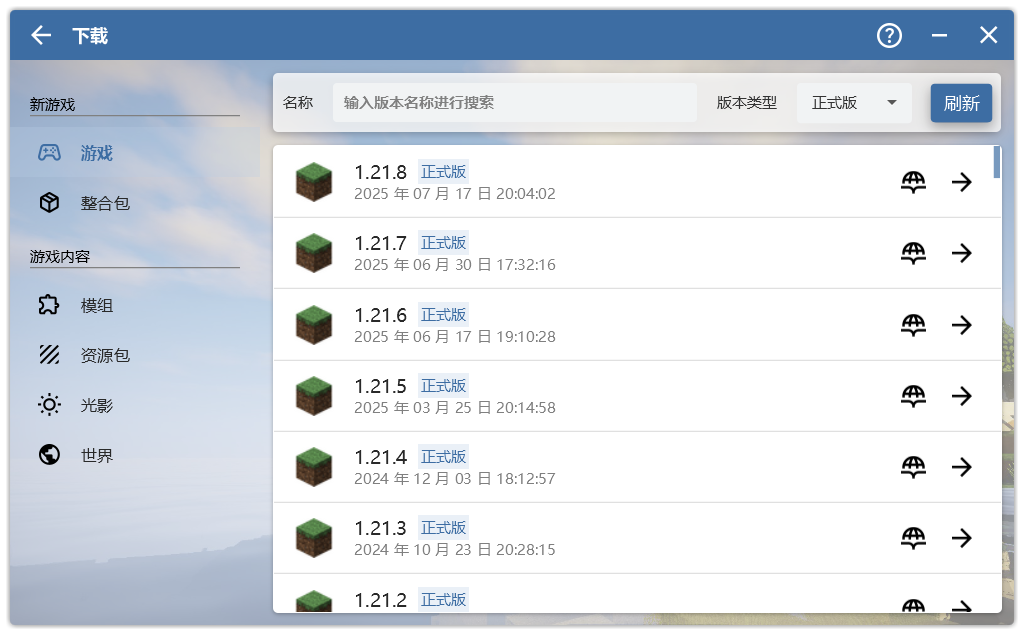 下载
新游戏
游戏
整合包
游戏内容
模组
资源包
光影
世界
名称 输入版本名称进行搜索 版本类型 正式版 刷新
1.21.8 正式版
2025 年 07 月 17 日 20:04:02
1.21.7 正式版
2025 年 06 月 30 日 17:32:16
1.21.6 正式版
2025 年 06 月 17 日 19:10:28
1.21.5 正式版
2025 年 03 月 25 日 20:14:58
1.21.4 正式版
2024 年 12 月 03 日 18:12:57
1.21.3 正式版
2024 年 10 月 23 日 20:28:15
1.21.2 正式版